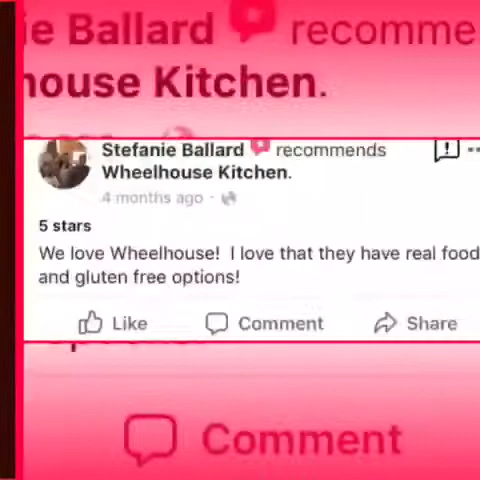 ie Ballard recomme
house Kitchen.
Stefanie Ballard recommends
Wheelhouse Kitchen.
4 months ago
5 stars
We love Wheelhouse! I love that they have real food
and gluten free options!
Like Comment Share
Comment